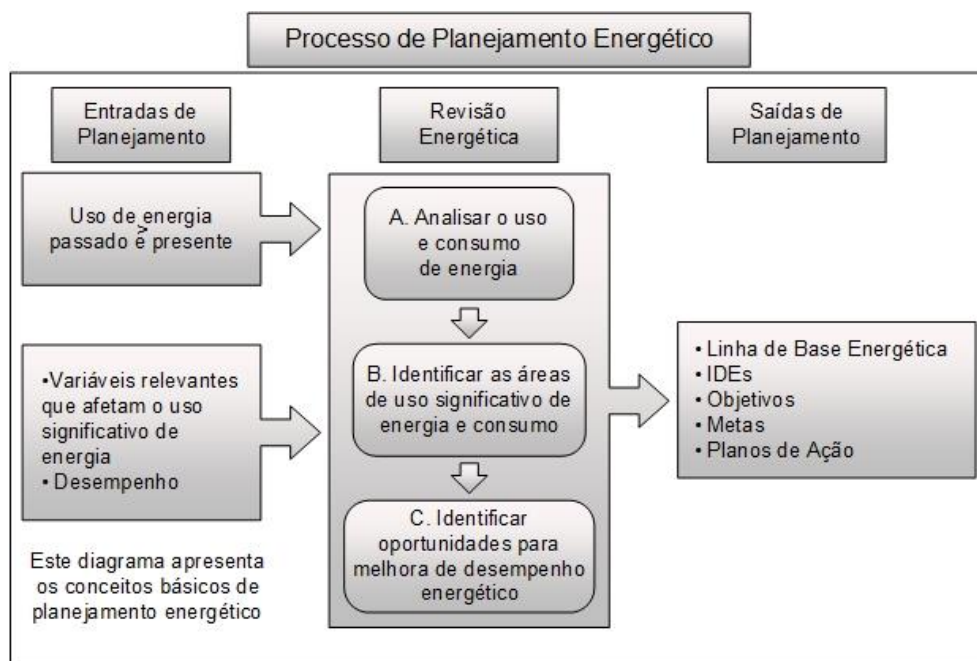 Processo de Planejamento Energético
Entradas de
Planejamento
Revisão
Energética
Saídas de
Planejamento
Uso de energia
passado e presente
>
•Variáveis relevantes
que afetam o uso
significativo de
energia
• Desempenho
Este diagrama apresenta
os conceitos básicos de
planejamento energético
A. Analisar o uso
e consumo
de energia
B. Identificar as áreas
de uso significativo de
energia e consumo
C. Identificar
oportunidades para
melhora de desempenho
energético
• Linha de Base Energética
• IDEs
• Objetivos
• Metas
• Planos de Ação